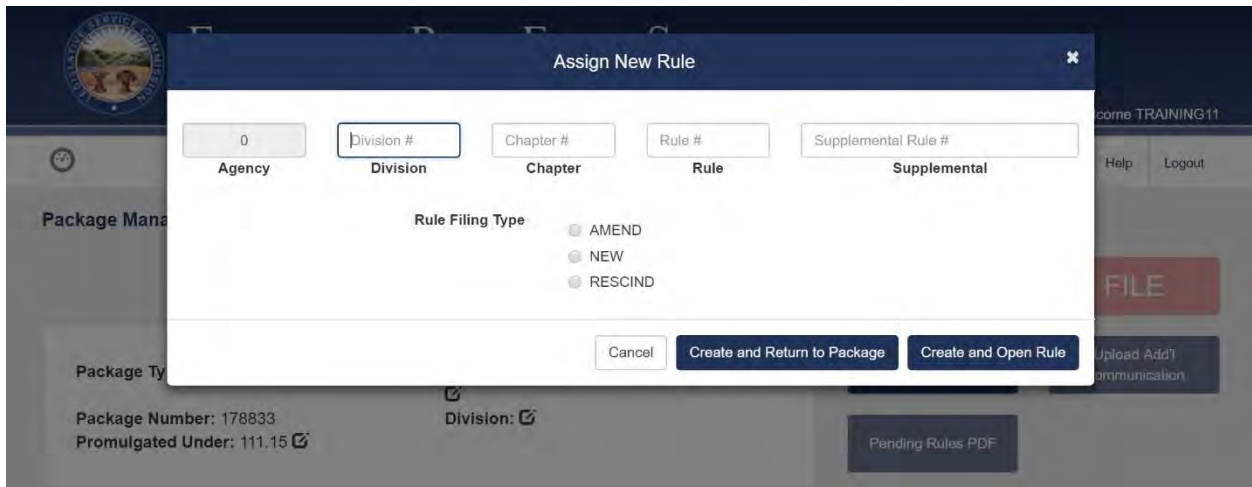 Assign New Rule
✖
come TRAINING11
0
Division #
Chapter #
Rule #
Supplemental Rule #
Agency
Division
Chapter
Rule
Supplemental
Help
Logout
Package Mana
Rule Filing Type
AMEND
NEW
RESCIND
FILE
Cancel
Create and Return to Package
Create and Open Rule
Upload Add'l
ommunication
Package Ty
Package Number: 178833
Division:
Promulgated Under: 111.15
Pending Rules PDF